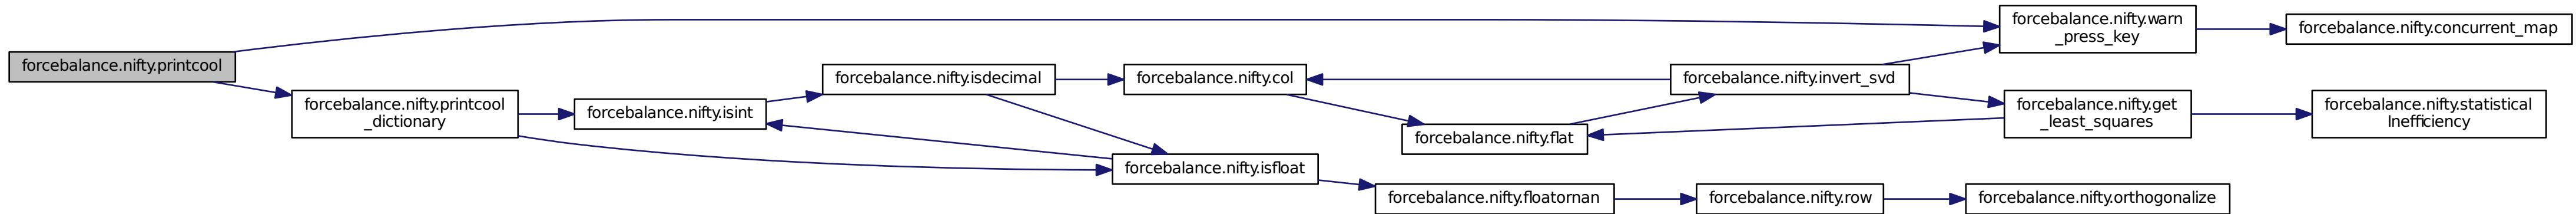 forcebalance.nifty.printcool
forcebalance.nifty.printcool
_dictionary
forcebalance.nifty.isint
forcebalance.nifty.isdecimal
forcebalance.nifty.isfloat
forcebalance.nifty.col
forcebalance.nifty.flat
forcebalance.nifty.floatornan
forcebalance.nifty.invert_svd
forcebalance.nifty.row
forcebalance.nifty.warn
_press_key
forcebalance.nifty.get
_least_squares
forcebalance.nifty.orthogonalize
forcebalance.nifty.concurrent_map
forcebalance.nifty.statistical
Inefficiency